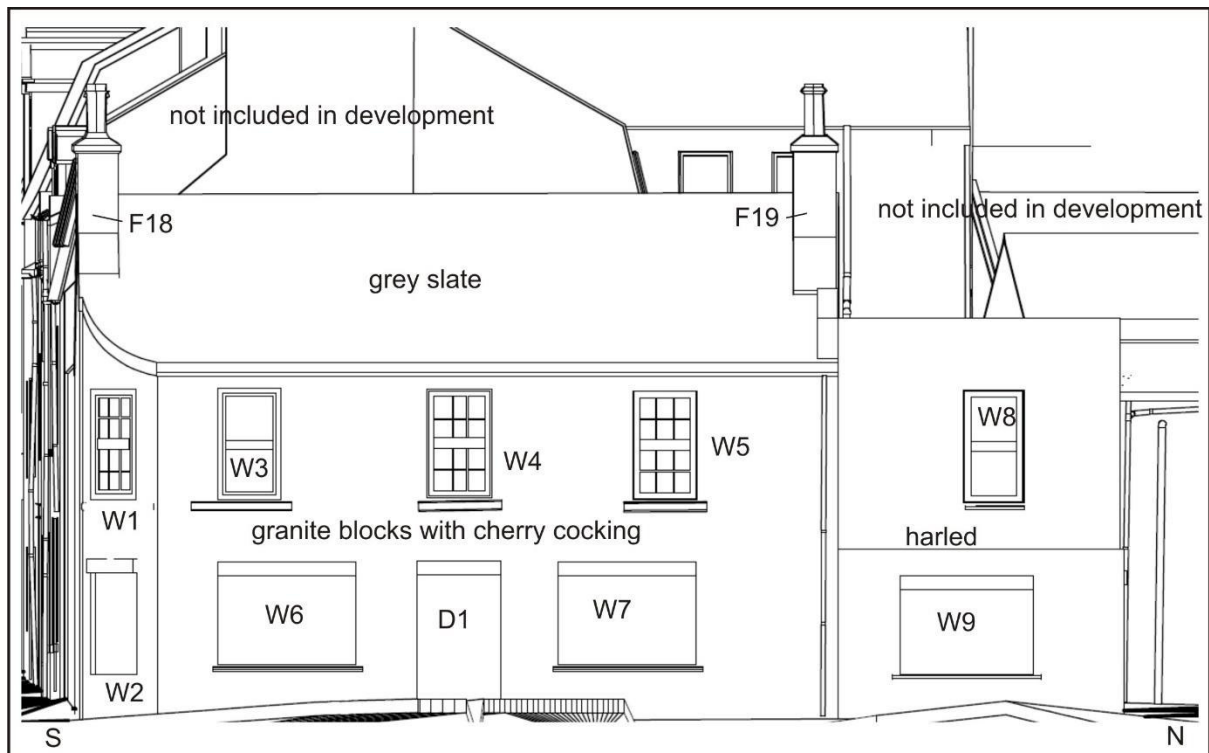 not included in development
F18
F19
not included in development
grey slate
W1
W3
W4
W5
W8
granite blocks with cherry cocking
harled
W2
W6
D1
W7
W9
S
N